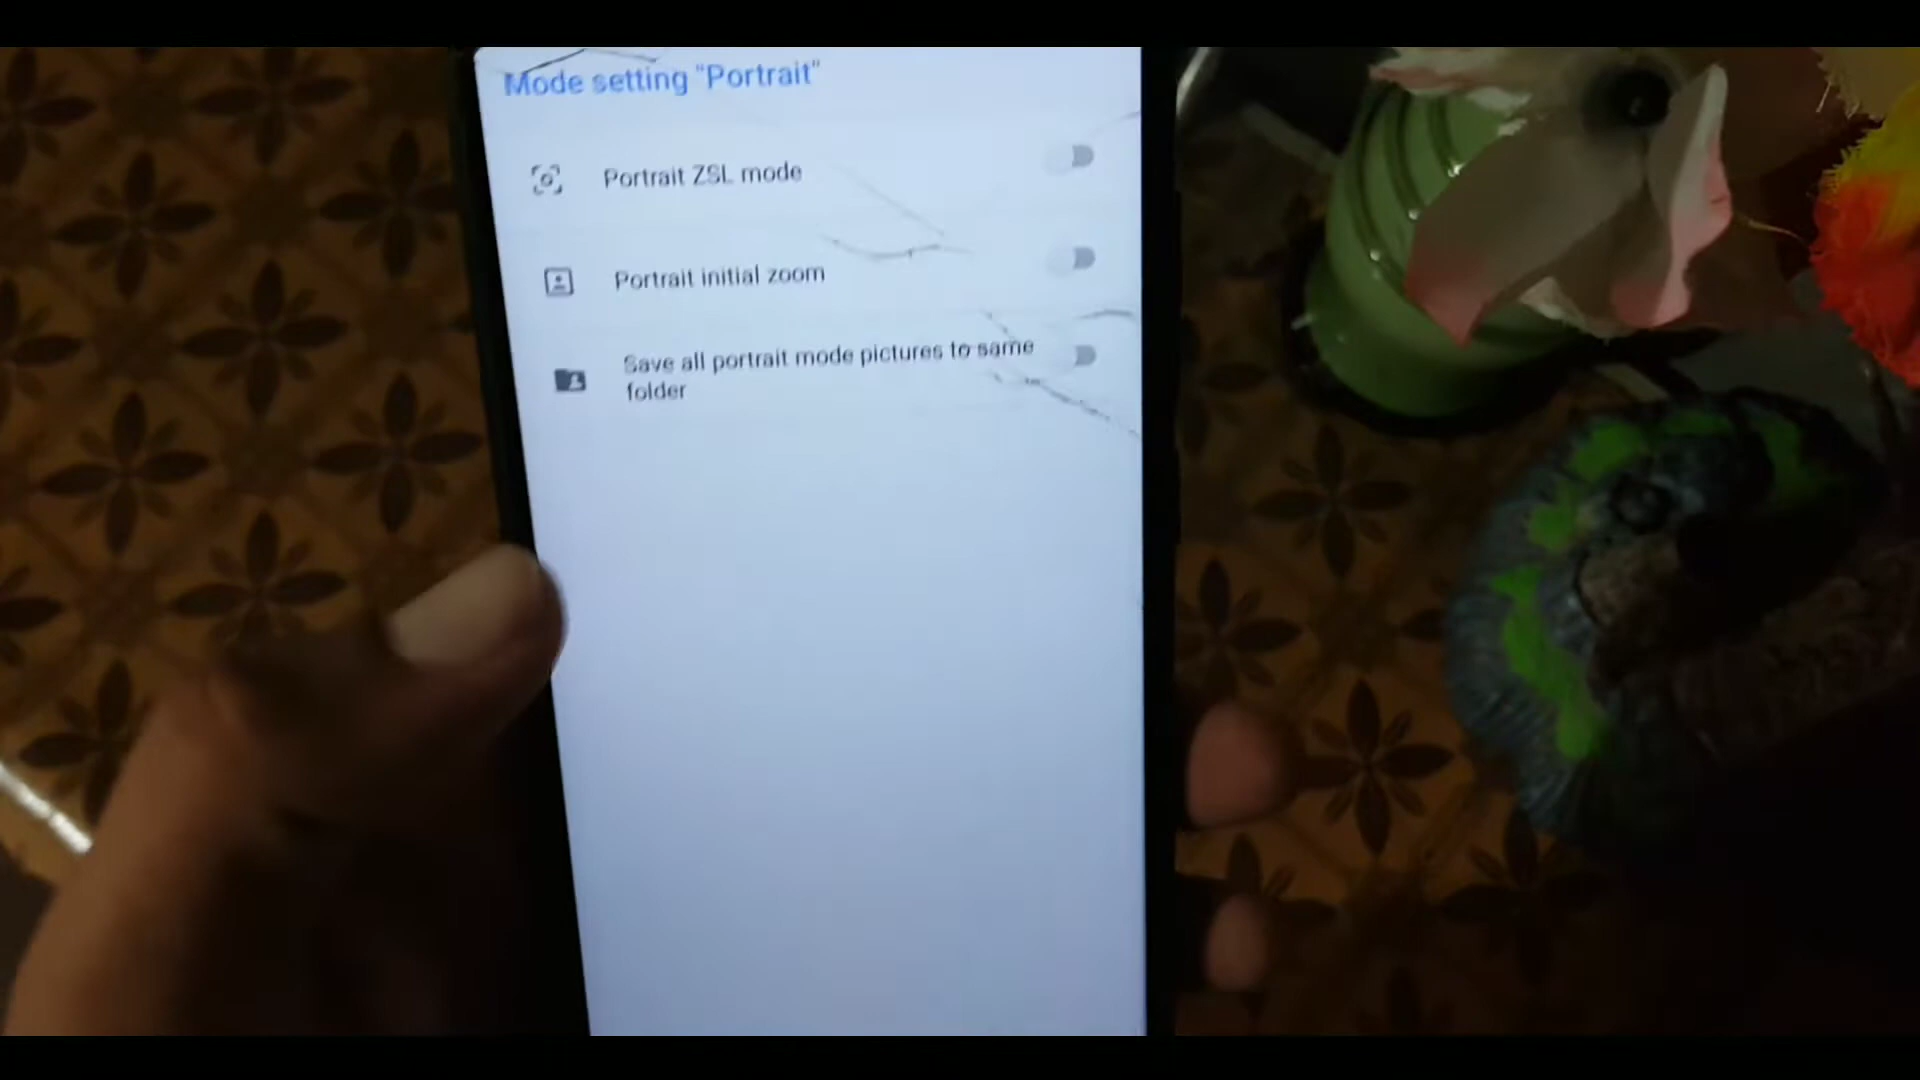 Mode setting "Portrait"
Portrait ZSL mode
Portrait initial zoom
Save all portrait mode pictures to same
folder